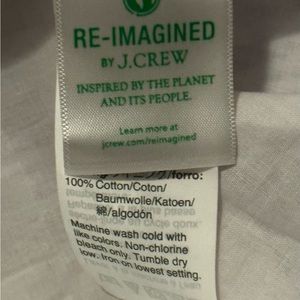 RE-IMAGINED
BY J.CREW
INSPIRED BY THE PLANET
AND ITS PEOPLE.
Learn more at
jcrew.com/reimagined
/forro:
100% Cotton/Coton/
Baumwolle/Katoen/
綿/algodón
Machine wash cold with
like colors. Non-chlorine
bleach only. Tumble dry
low. Iron on lowest setting.